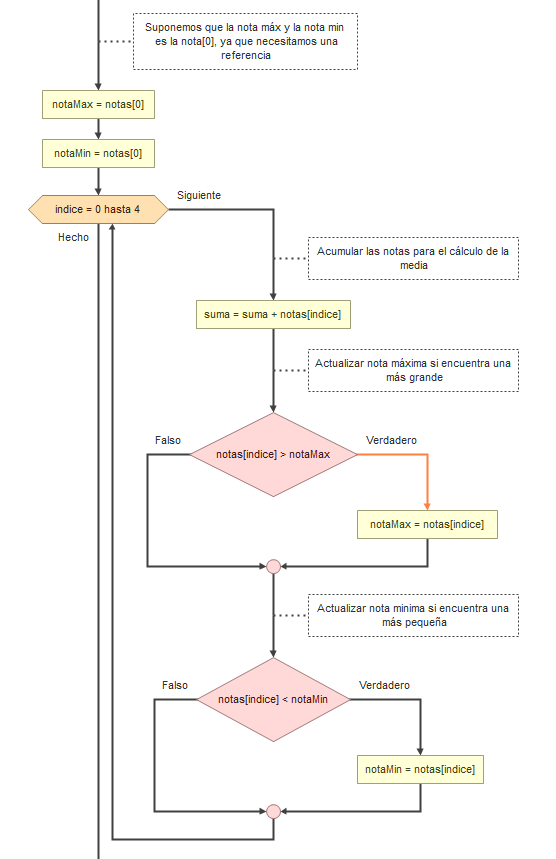 Suponemos que la nota máx y la nota min
es la nota[0], ya que necesitamos una
referencia
notaMax = notas[0]
notaMin = notas[0]
indice = 0 hasta 4
Siguiente
Hecho
Acumular las notas para el cálculo de la
media
suma = suma + notas[indice]
Actualizar nota máxima si encuentra una
más grande
Falso
notas[indice] > notaMax
Verdadero
notaMax = notas[indice]
Actualizar nota minima si encuentra una
más pequeña
Falso
notas[indice] < notaMin
Verdadero
notaMin = notas[indice]